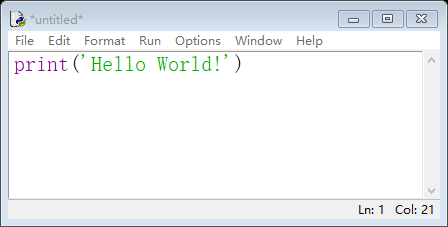 *untitled*
File Edit Format Run Options Window Help
print('Hello World!')
Ln: 1 Col: 21